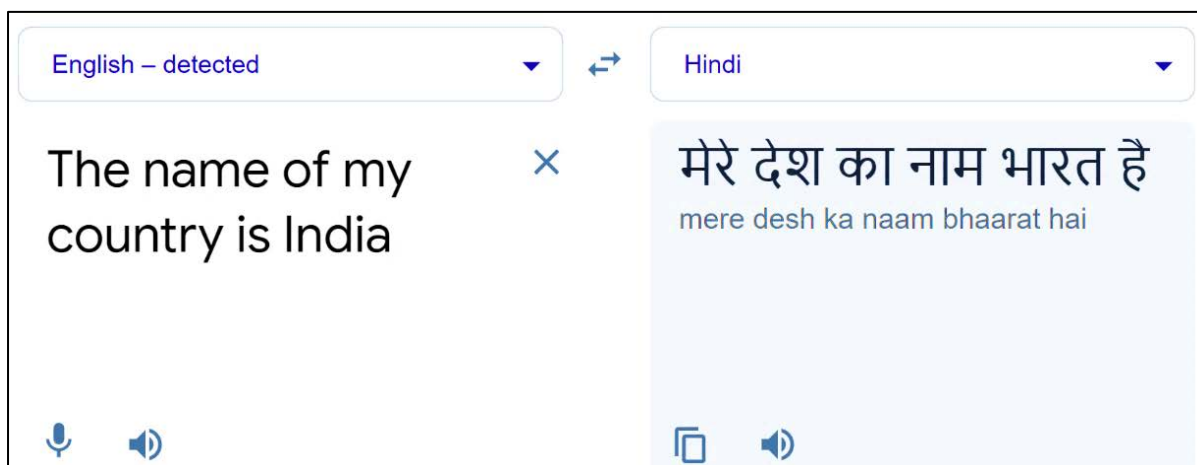 English – detected
Hindi
The name of my
country is India
मेरे देश का नाम भारत है
mere desh ka naam bhaarat hai